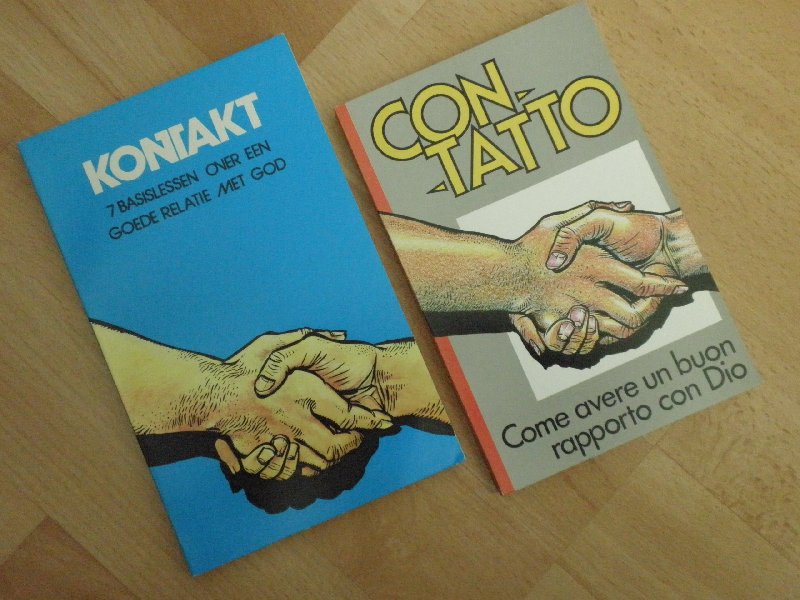 KONTAKT
7 BASISLESSEN OVER EEN
GOEDE RELATIE MET GOD
CON-
TATTO
Come avere un buon
rapporto con Dio